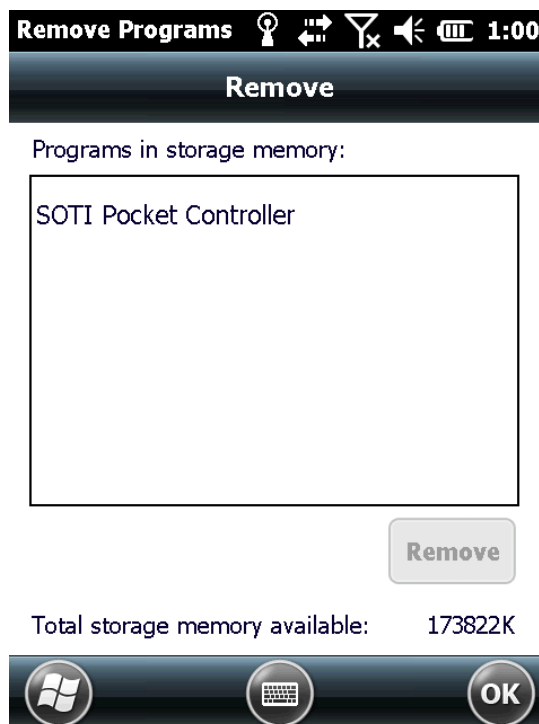 Remove Programs 1:00
Remove
Programs in storage memory:
SOTI Pocket Controller
Remove
Total storage memory available: 173822K
OK